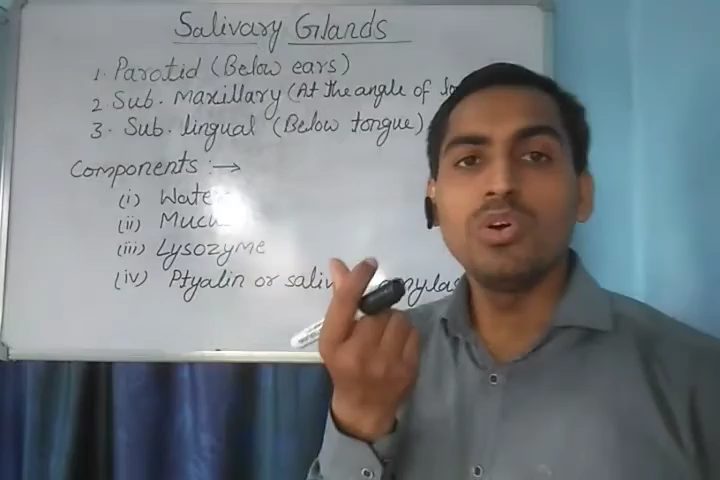 Salivary Glands
1. Parotid (Below ears)
2 Sub. Maxillary (At the angle of
3. Sub. lingual (Below tongue)
Components :→
(i) Water
(ii) Mucu
(iii) Lysozyme
(iv) Ptyalin or saliv amylas